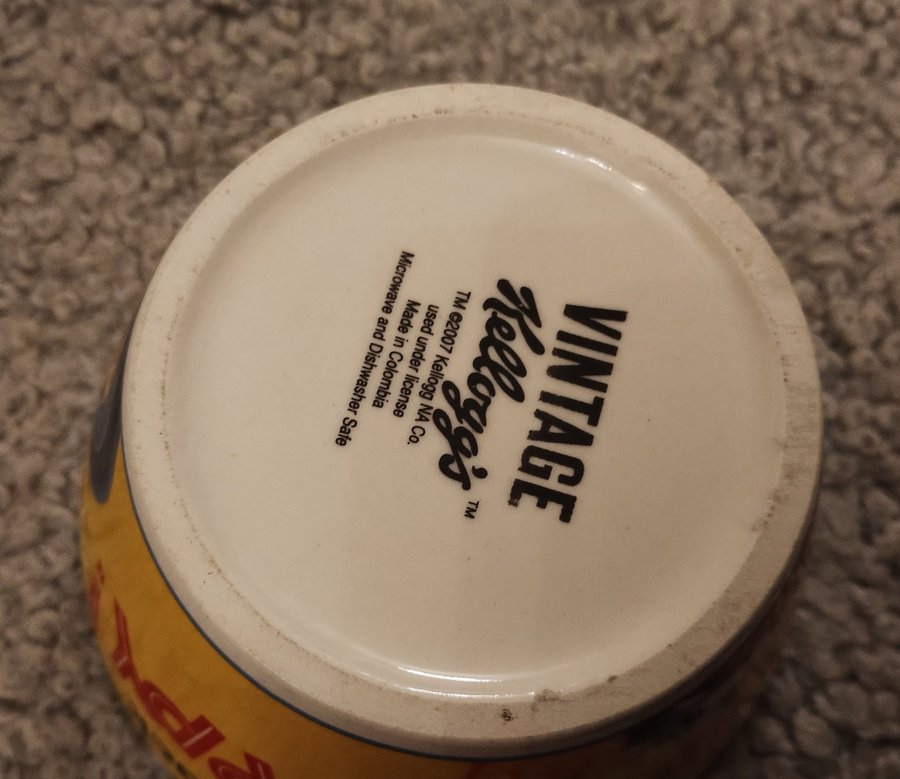 VINTAGE
Kellogg's™
TM ©2007 Kellogg NA Co.
used under license
Made in Colombia
Microwave and Dishwasher Safe